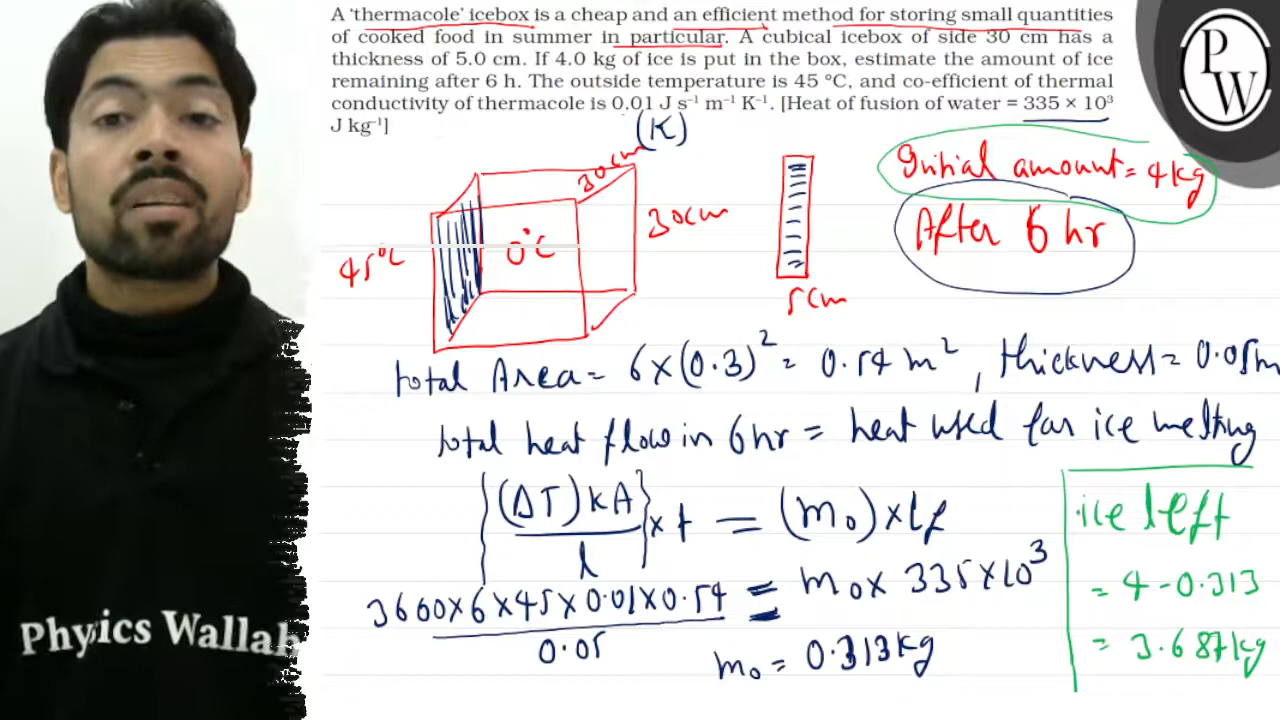 A 'thermacole' icebox is a cheap and an efficient method for storing small quantities
of cooked food in summer in particular. A cubical icebox of side 30 cm has a
thickness of 5.0 cm. If 4.0 kg of ice is put in the box, estimate the amount of ice
remaining after 6 h. The outside temperature is 45 °C, and co-efficient of thermal
conductivity of thermacole is 0.01 J s⁻¹ m⁻¹ K⁻¹. [Heat of fusion of water = 335 × 10³
J kg⁻¹]
PW
(K)
30cm
30cm
45°C
0°C
5cm
Initial amount = 4kg
After 6 hr
total Area = 6×(0.3)² = 0.54 m², thickness = 0.05m
total heat flow in 6hr = heat used for ice melting
{(ΔT)KA/l}×t = (m₀)×Lf
3600×6×45×0.01×0.54/0.05 = m₀×335×10³
m₀ = 0.313kg
ice left
= 4-0.313
= 3.687kg
Physics Wallah